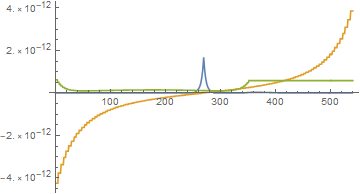 4. × 10⁻¹²
2. × 10⁻¹²
100 200 300 400 500
-2. × 10⁻¹²
-4. × 10⁻¹²